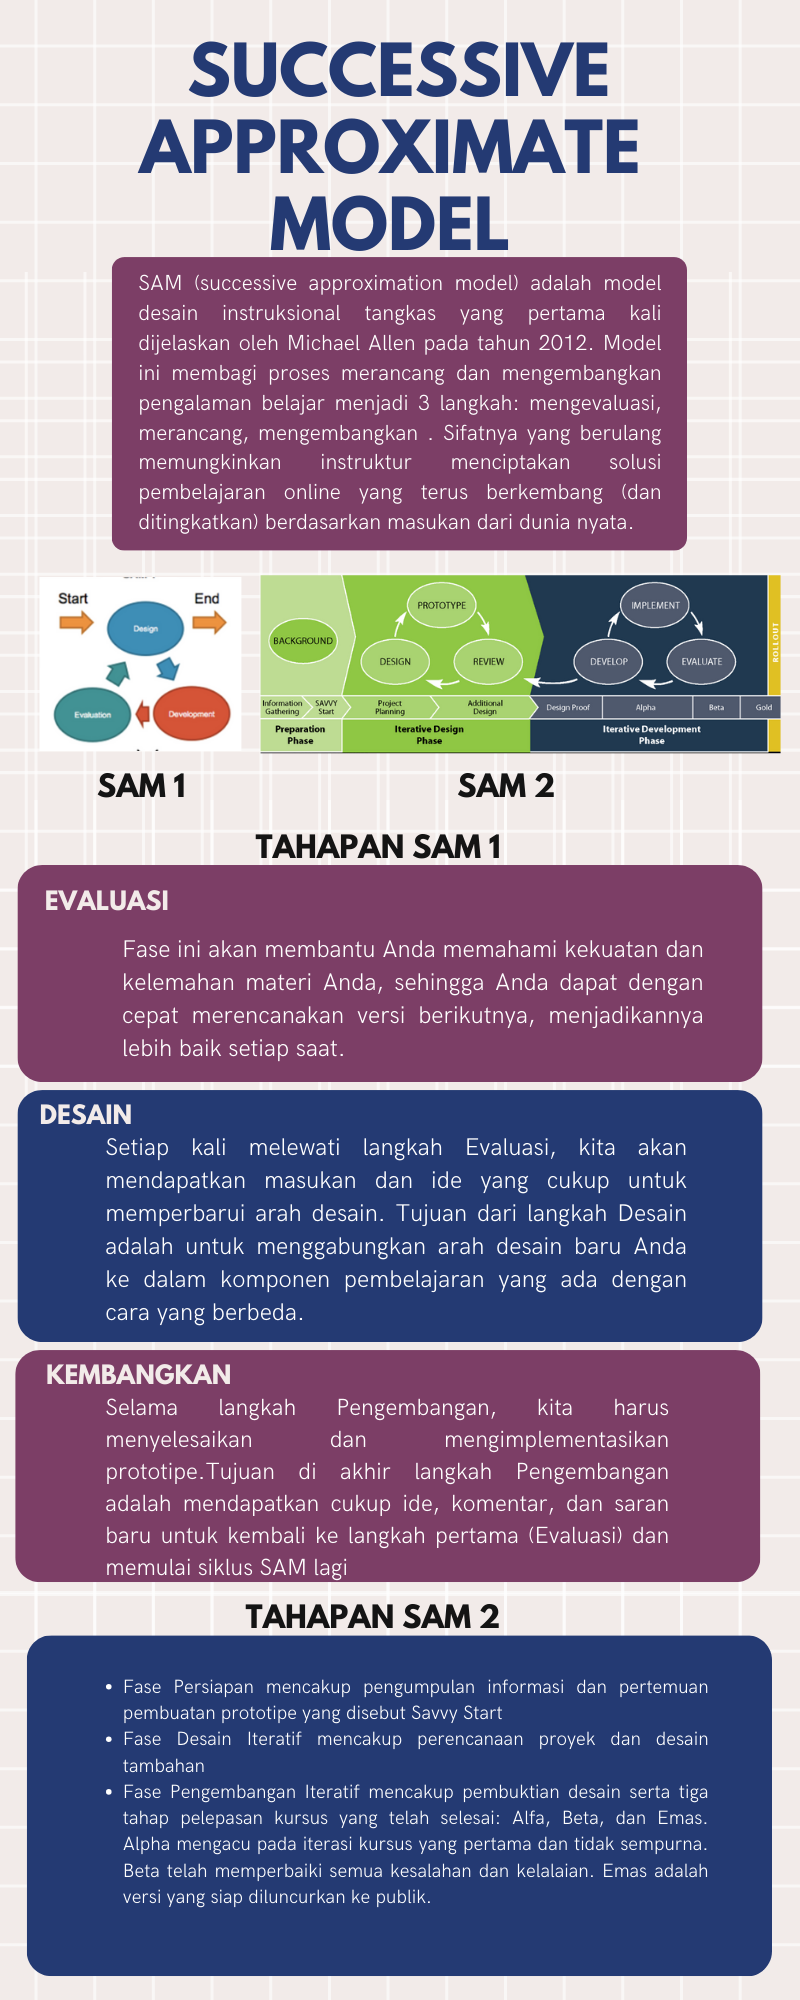 SUCCESSIVE
APPROXIMATE
MODEL
SAM (successive approximation model) adalah model
desain instruksional tangkas yang pertama kali
dijelaskan oleh Michael Allen pada tahun 2012. Model
ini membagi proses merancang dan mengembangkan
pengalaman belajar menjadi 3 langkah: mengevaluasi,
merancang, mengembangkan . Sifatnya yang berulang
memungkinkan instruktur menciptakan solusi
pembelajaran online yang terus berkembang (dan
ditingkatkan) berdasarkan masukan dari dunia nyata.
Start
End
Design
Evaluation
Development
BACKGROUND
PROTOTYPE
DESIGN
REVIEW
IMPLEMENT
DEVELOP
EVALUATE
ROLLOUT
Information
Gathering
SAVVY
Start
Project
Planning
Additional
Design
Design Proof
Alpha
Beta
Gold
Preparation
Phase
Iterative Design
Phase
Iterative Development
Phase
SAM 1
SAM 2
TAHAPAN SAM 1
EVALUASI
Fase ini akan membantu Anda memahami kekuatan dan
kelemahan materi Anda, sehingga Anda dapat dengan
cepat merencanakan versi berikutnya, menjadikannya
lebih baik setiap saat.
DESAIN
Setiap kali melewati langkah Evaluasi, kita akan
mendapatkan masukan dan ide yang cukup untuk
memperbarui arah desain. Tujuan dari langkah Desain
adalah untuk menggabungkan arah desain baru Anda
ke dalam komponen pembelajaran yang ada dengan
cara yang berbeda.
KEMBANGKAN
Selama langkah Pengembangan, kita harus
menyelesaikan dan mengimplementasikan
prototipe.Tujuan di akhir langkah Pengembangan
adalah mendapatkan cukup ide, komentar, dan saran
baru untuk kembali ke langkah pertama (Evaluasi) dan
memulai siklus SAM lagi
TAHAPAN SAM 2
• Fase Persiapan mencakup pengumpulan informasi dan pertemuan
pembuatan prototipe yang disebut Savvy Start
• Fase Desain Iteratif mencakup perencanaan proyek dan desain
tambahan
• Fase Pengembangan Iteratif mencakup pembuktian desain serta tiga
tahap pelepasan kursus yang telah selesai: Alfa, Beta, dan Emas.
Alpha mengacu pada iterasi kursus yang pertama dan tidak sempurna.
Beta telah memperbaiki semua kesalahan dan kelalaian. Emas adalah
versi yang siap diluncurkan ke publik.